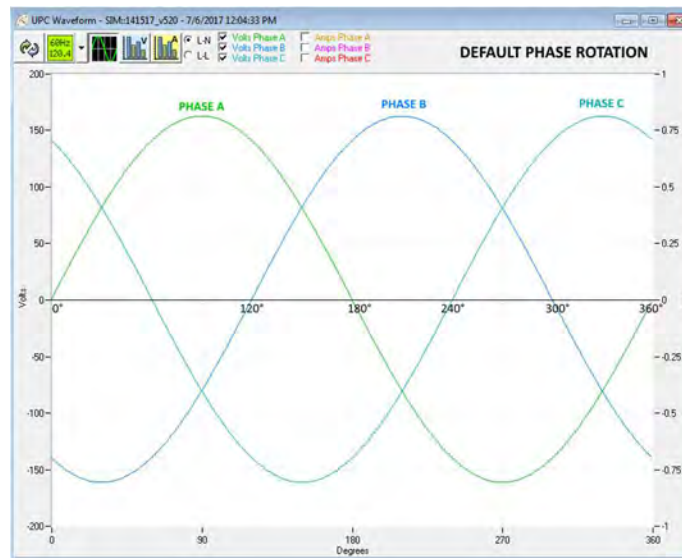 UPC Waveform - SIM::141517_v520 - 7/6/2017 12:04:33 PM
60Hz
120.4
V
A
L-N
L-L
Volts Phase A
Volts Phase B
Volts Phase C
Amps Phase A
Amps Phase B
Amps Phase C
DEFAULT PHASE ROTATION
PHASE A
PHASE B
PHASE C
200
150
100
50
0
-50
-100
-150
-200
Volts
1
0.75
0.5
0.25
0
-0.25
-0.5
-0.75
-1
0°
120°
180°
240°
300°
360°
0
90
180
270
360
Degrees